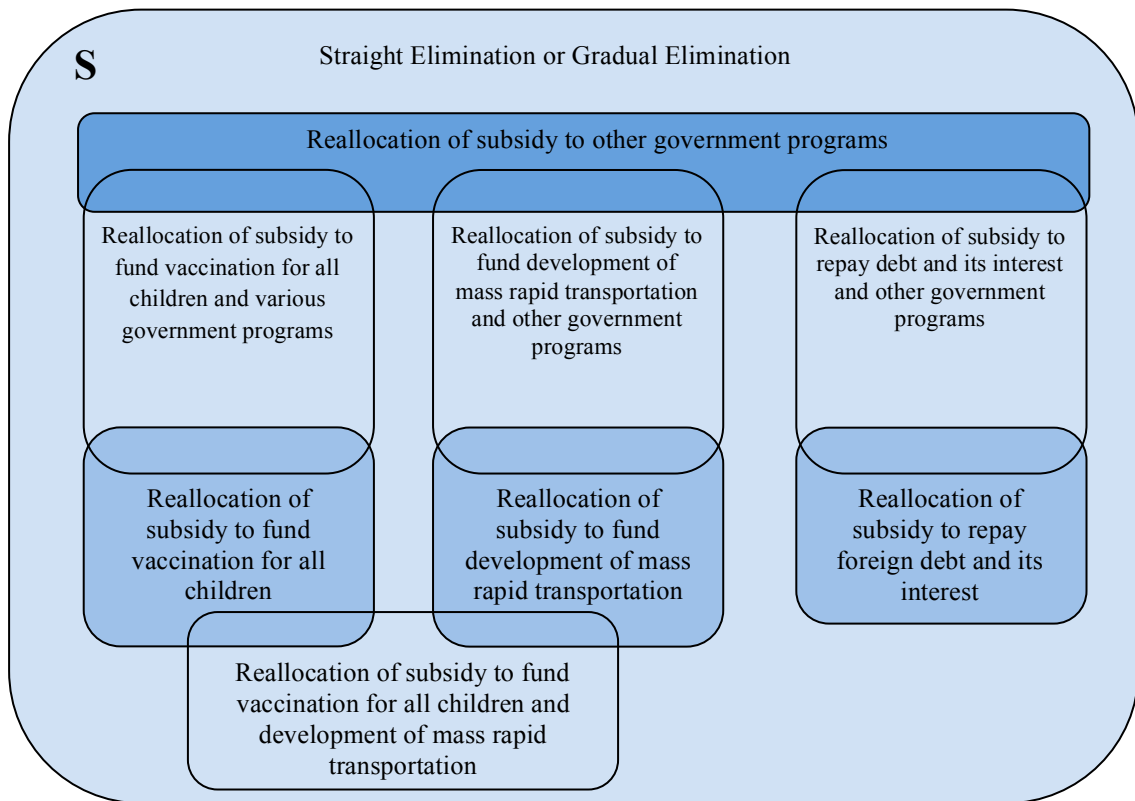 S
Straight Elimination or Gradual Elimination
Reallocation of subsidy to other government programs
Reallocation of subsidy to
fund vaccination for all
children and various
government programs
Reallocation of subsidy to
fund development of
mass rapid transportation
and other government
programs
Reallocation of subsidy to
repay debt and its interest
and other government
programs
Reallocation of
subsidy to fund
vaccination for all
children
Reallocation of
subsidy to fund
development of mass
rapid transportation
Reallocation of
subsidy to repay
foreign debt and its
interest
Reallocation of subsidy to fund
vaccination for all children and
development of mass rapid
transportation